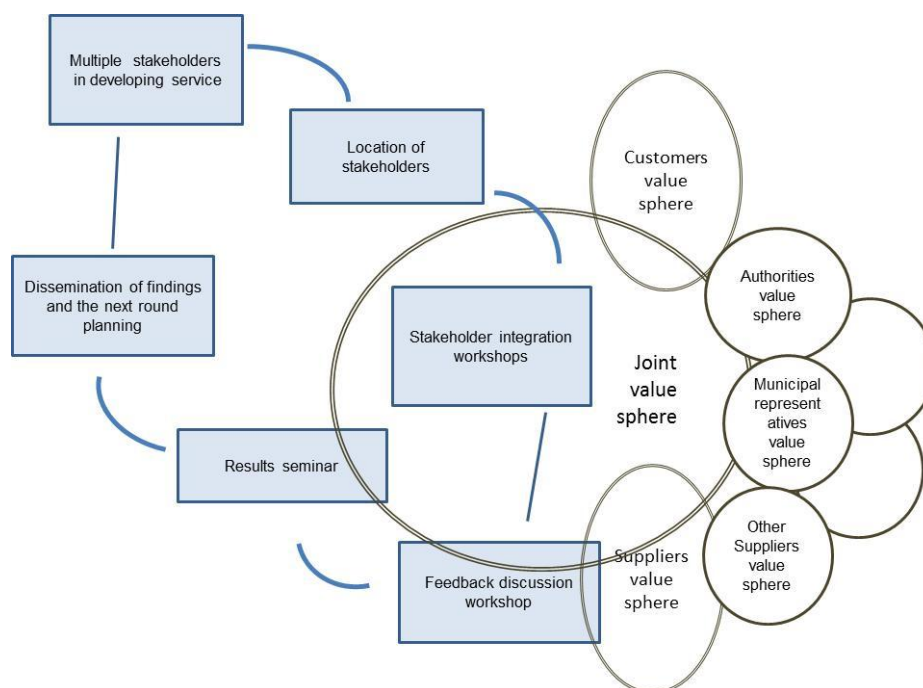 Multiple stakeholders
in developing service
Location of
stakeholders
Customers
value
sphere
Authorities
value
sphere
Dissemination of findings
and the next round
planning
Stakeholder integration
workshops
Joint
value
sphere
Municipal
represent
atives
value
sphere
Results seminar
Feedback discussion
workshop
Suppliers
value
sphere
Other
Suppliers
value
sphere